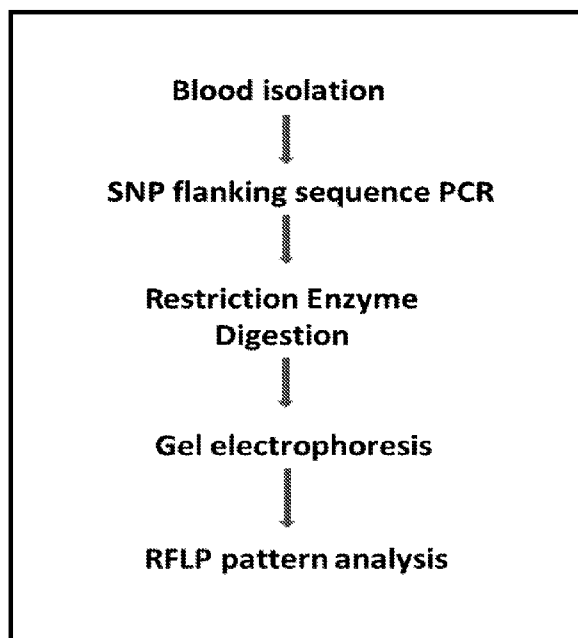 Blood isolation
SNP flanking sequence PCR
Restriction Enzyme
Digestion
Gel electrophoresis
RFLP pattern analysis